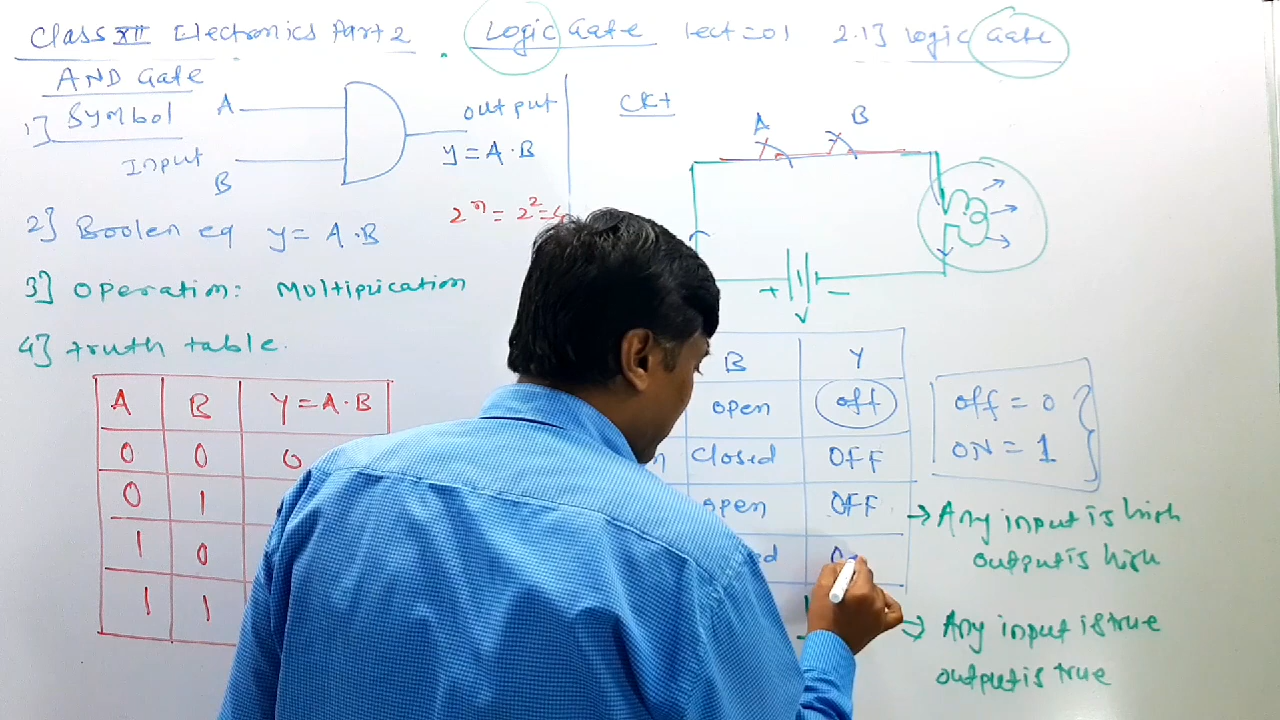 Class XII Electronics Part 2 . Logic Gate lect=01 2.1] logic Gate
AND Gate
1] Symbol
A
Input
B
output
y = A·B
2ⁿ = 2² = 4
2] Boolen eq y = A·B
3] Operation: Moltiplication
4] truth table.
A B Y = A·B
0 0 0
0 1
1 0
1 1
CKt
A B
+ −
B Y
open off
Closed OFF
open OFF
off = 0
ON = 1
→ Any input is high
output is high
→ Any input is true
output is true